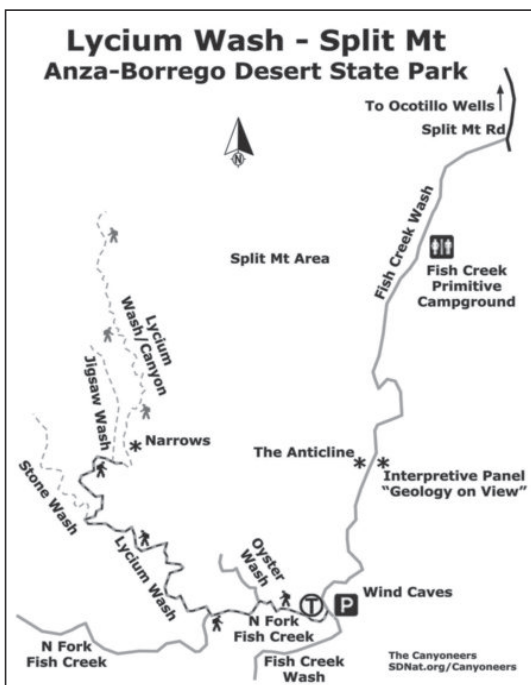 Lycium Wash - Split Mt
Anza-Borrego Desert State Park
To Ocotillo Wells
Split Mt Rd
N
Fish Creek Wash
Split Mt Area
Fish Creek
Primitive
Campground
Lycium
Wash/Canyon
Jigsaw Wash
Narrows
The Anticline
Interpretive Panel
"Geology on View"
Stone Wash
Lycium Wash
Oyster
Wash
T
P
Wind Caves
N Fork
Fish Creek
N Fork
Fish Creek
Fish Creek
Wash
The Canyoneers
SDNat.org/Canyoneers